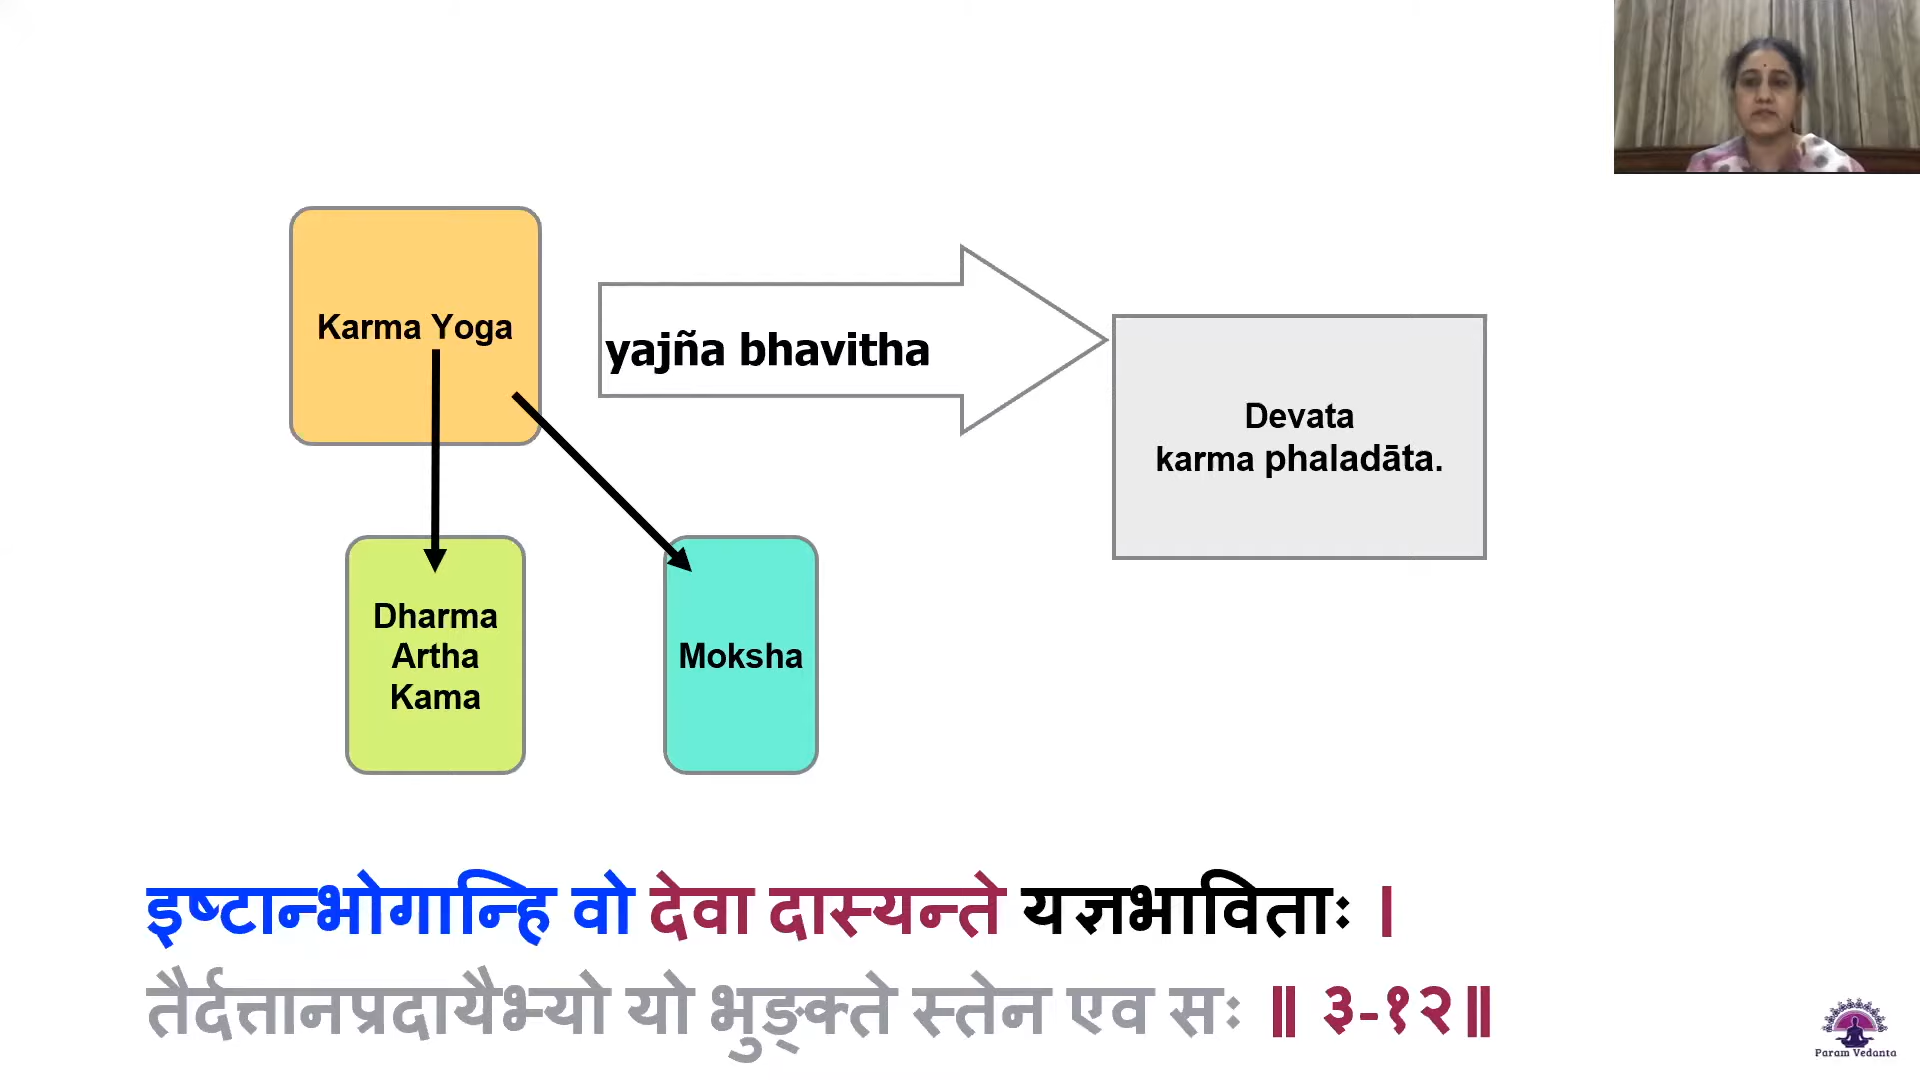 Karma Yoga
yajña bhavitha
Devata
karma phaladāta.
Dharma
Artha
Kama
Moksha
इष्टान्भोगान्हि वो देवा दास्यन्ते यज्ञभाविताः ।
तैर्दत्तानप्रदायैभ्यो यो भुङ्क्ते स्तेन एव सः ॥ ३-१२॥
Param Vedanta